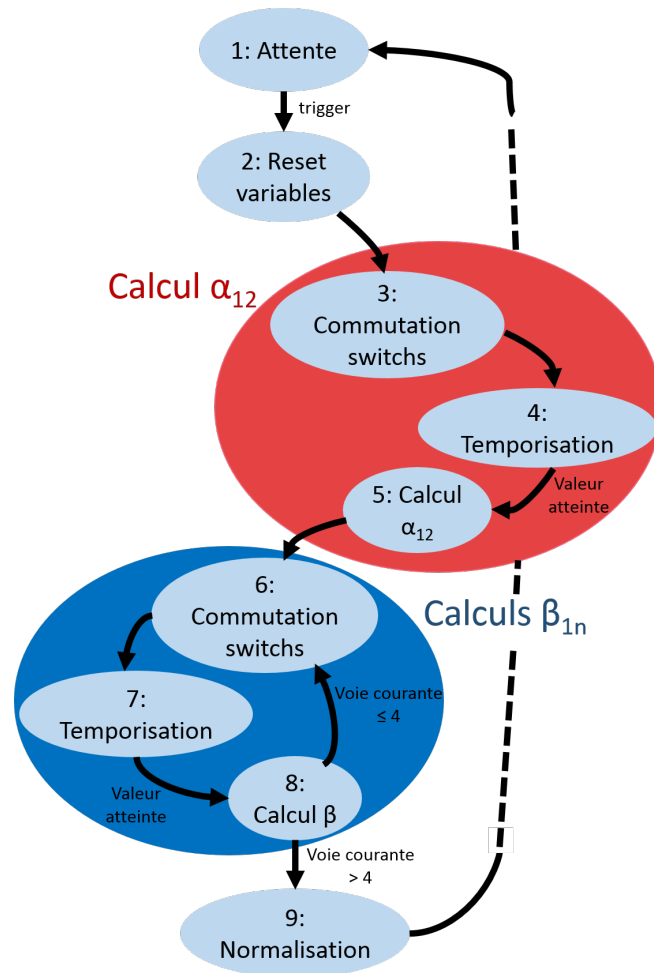 1: Attente
trigger
2: Reset
variables
Calcul α₁₂
3:
Commutation
switchs
4:
Temporisation
Valeur
atteinte
5: Calcul
α₁₂
6:
Commutation
switchs
Calculs β₁ₙ
7:
Temporisation
Voie courante
≤ 4
Valeur
atteinte
8:
Calcul β
Voie courante
> 4
9:
Normalisation